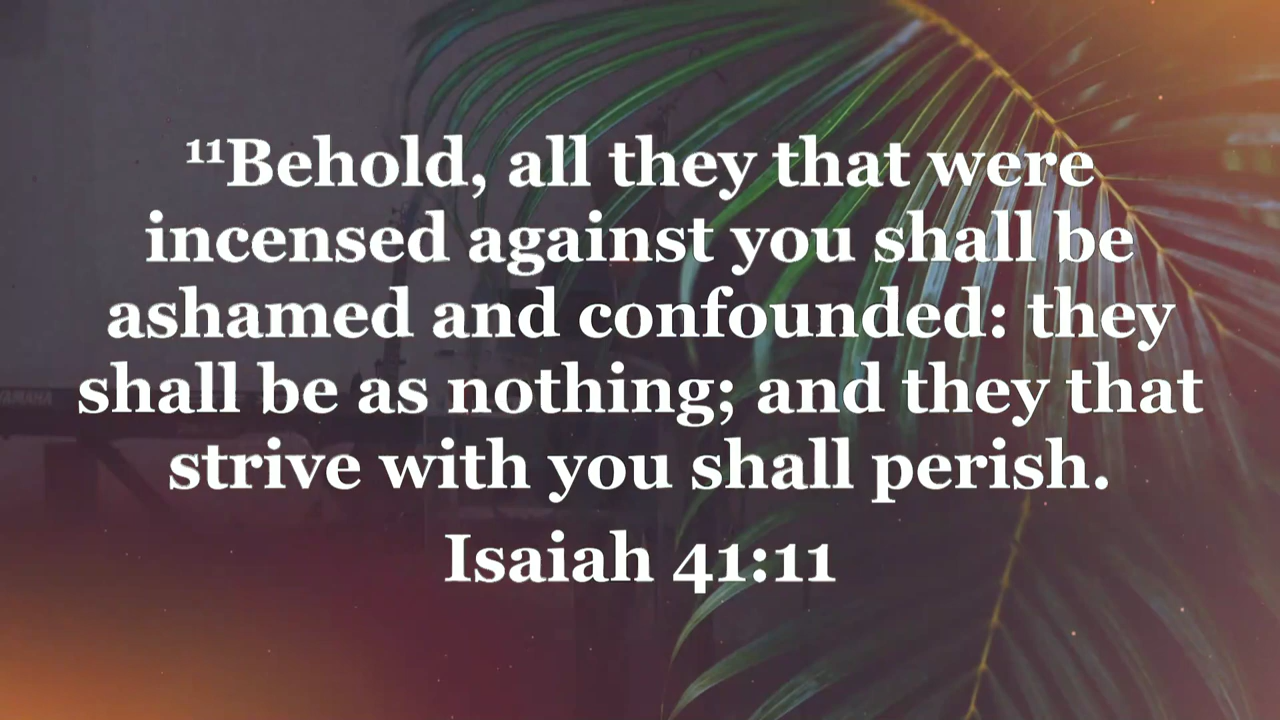 ¹¹Behold, all they that were
incensed against you shall be
ashamed and confounded: they
shall be as nothing; and they that
strive with you shall perish.
Isaiah 41:11
YAMAHA